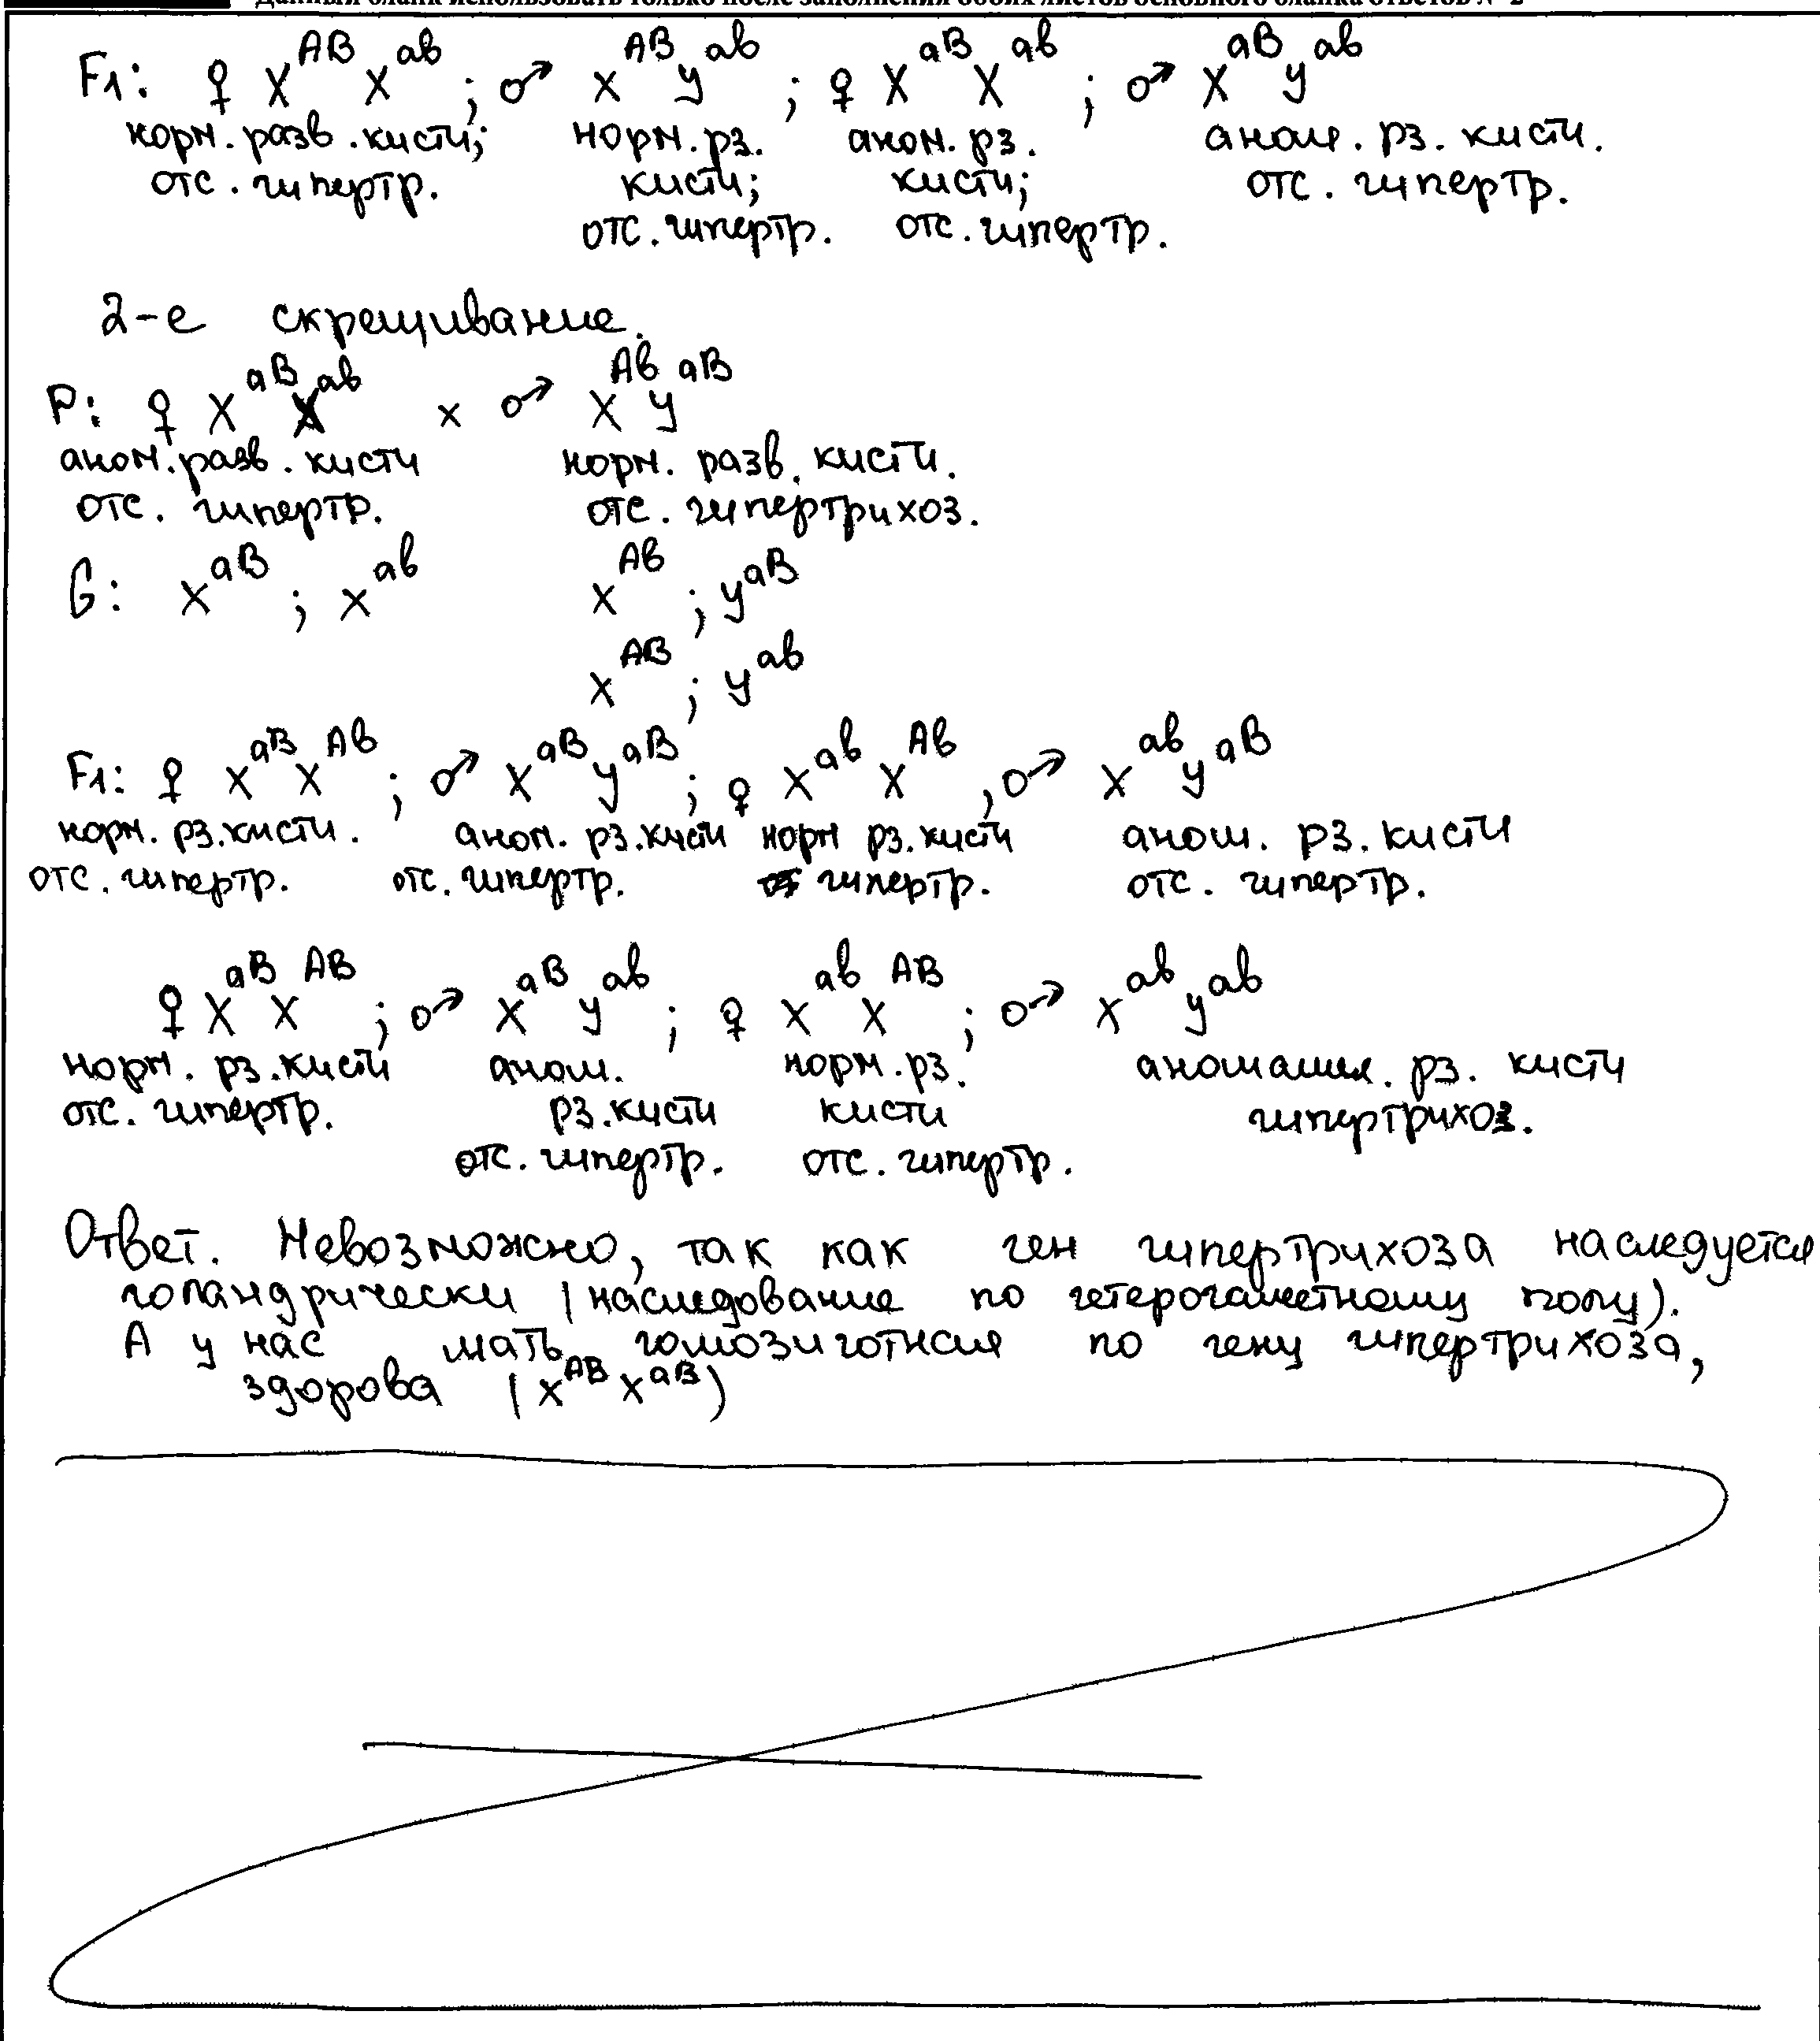 Данный бланк использовать только после заполнения обоих листов основного бланка ответов № 2
F1: ♀ X^AB X^ab ; ♂ X^AB y^ab ; ♀ X^aB X^ab ; ♂ X^aB y^ab
норм. разв. кисти; норм. рз. аном. рз. аном. рз. кисти.
отс. гипертр. кисти; кисти; отс. гипертр.
отс. гипертр. отс. гипертр.
2-е скрещивание.
P: ♀ X^aB X^ab × ♂ X^Ab y^aB
аном. разв. кисти норм. разв. кисти.
отс. гипертр. отс. гипертрихоз.
G: X^aB ; X^ab X^Ab ; y^aB
X^AB ; y^ab
F1: ♀ X^aB X^Ab ; ♂ X^aB y^aB ; ♀ X^ab X^Ab , ♂ X^ab y^aB
норм. рз. кисти. аном. рз. кисти норм рз. кисти аном. рз. кисти
отс. гипертр. отс. гипертр. гипертр. отс. гипертр.
♀ X^aB X^AB ; ♂ X^aB y^ab ; ♀ X^ab X^AB ; ♂ X^ab y^ab
норм. рз. кисти аном. норм. рз. аномалия. рз. кисти
отс. гипертр. рз. кисти кисти гипертрихоз.
отс. гипертр. отс. гипертр.
Ответ. Невозможно, так как ген гипертрихоза наследуется
голандрически (наследование по гетерогаметному полу).
А у нас мать гомозиготная по гену гипертрихоза,
здорова (X^AB X^aB)